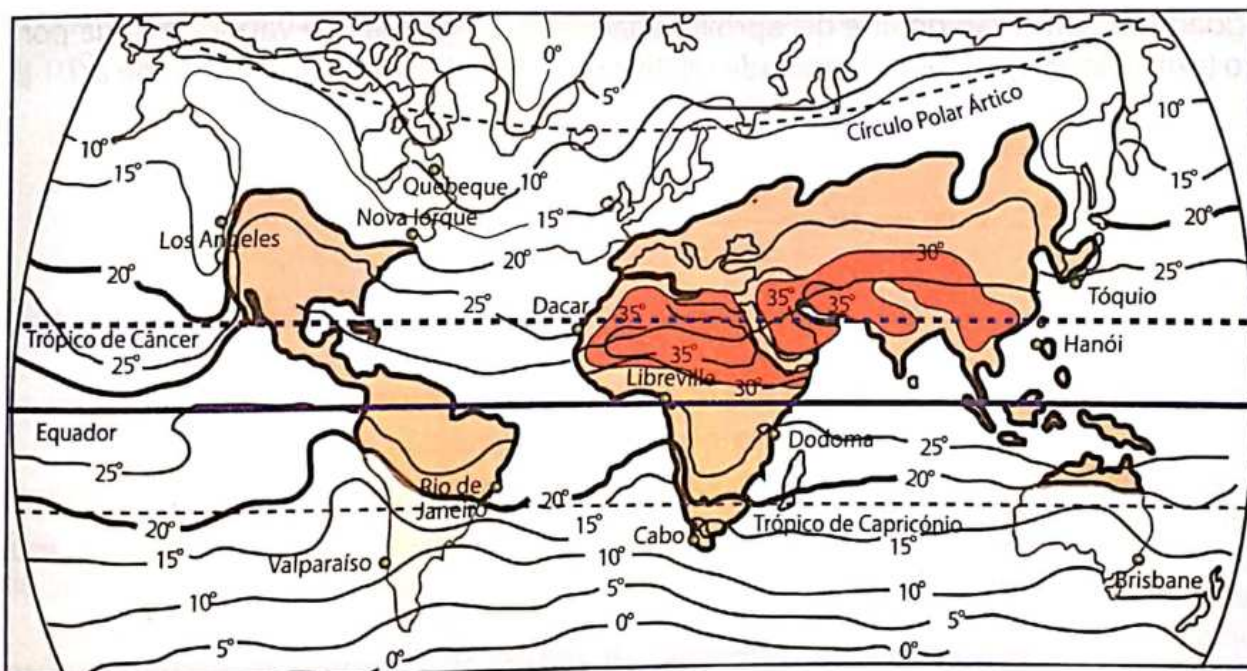 0°
5°
10°
Círculo Polar Ártico
10°
15°
Quebeque
10°
15°
Nova Iorque
15°
20°
Los Angeles
20°
30°
20°
25°
25°
35°
35°
35°
Tóquio
Dacar
Trópico de Câncer
25°
35°
Hanói
Libreville
30°
Equador
Dodoma
25°
25°
20°
20°
Rio de
Janeiro
20°
15°
Trópico de Capricónio
15°
15°
Cabo
Valparaíso
10°
Brisbane
10°
10°
5°
5°
5°
0°
0°
0°